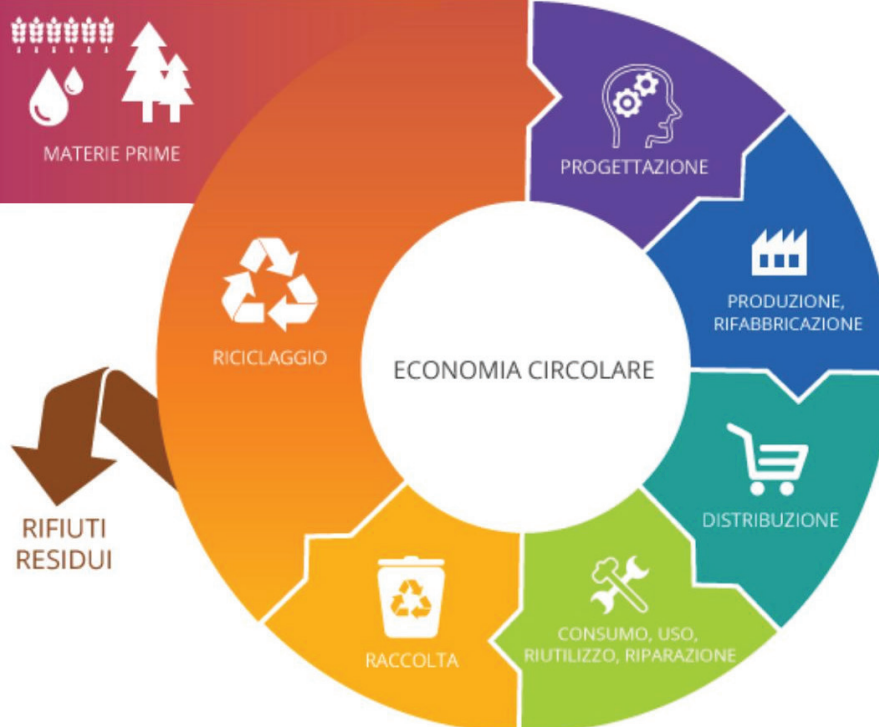 MATERIE PRIME
PROGETTAZIONE
PRODUZIONE,
RIFABBRICAZIONE
DISTRIBUZIONE
CONSUMO, USO,
RIUTILIZZO, RIPARAZIONE
RACCOLTA
RICICLAGGIO
ECONOMIA CIRCOLARE
RIFIUTI
RESIDUI